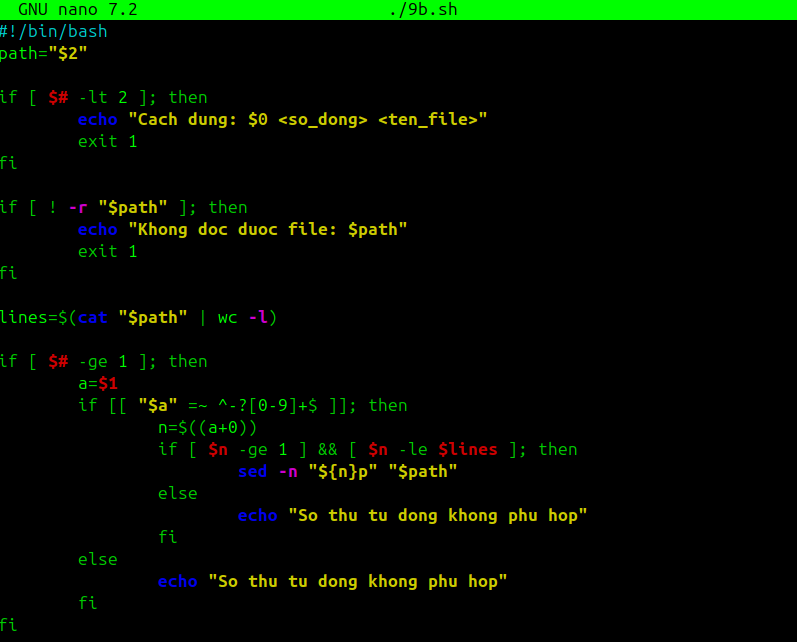 GNU nano 7.2 ./9b.sh
#!/bin/bash
path="$2"
if [ $# -lt 2 ]; then
echo "Cach dung: $0 <so_dong> <ten_file>"
exit 1
fi
if [ ! -r "$path" ]; then
echo "Khong doc duoc file: $path"
exit 1
fi
lines=$(cat "$path" | wc -l)
if [ $# -ge 1 ]; then
a=$1
if [[ "$a" =~ ^-?[0-9]+$ ]]; then
n=$((a+0))
if [ $n -ge 1 ] && [ $n -le $lines ]; then
sed -n "${n}p" "$path"
else
echo "So thu tu dong khong phu hop"
fi
else
echo "So thu tu dong khong phu hop"
fi
fi